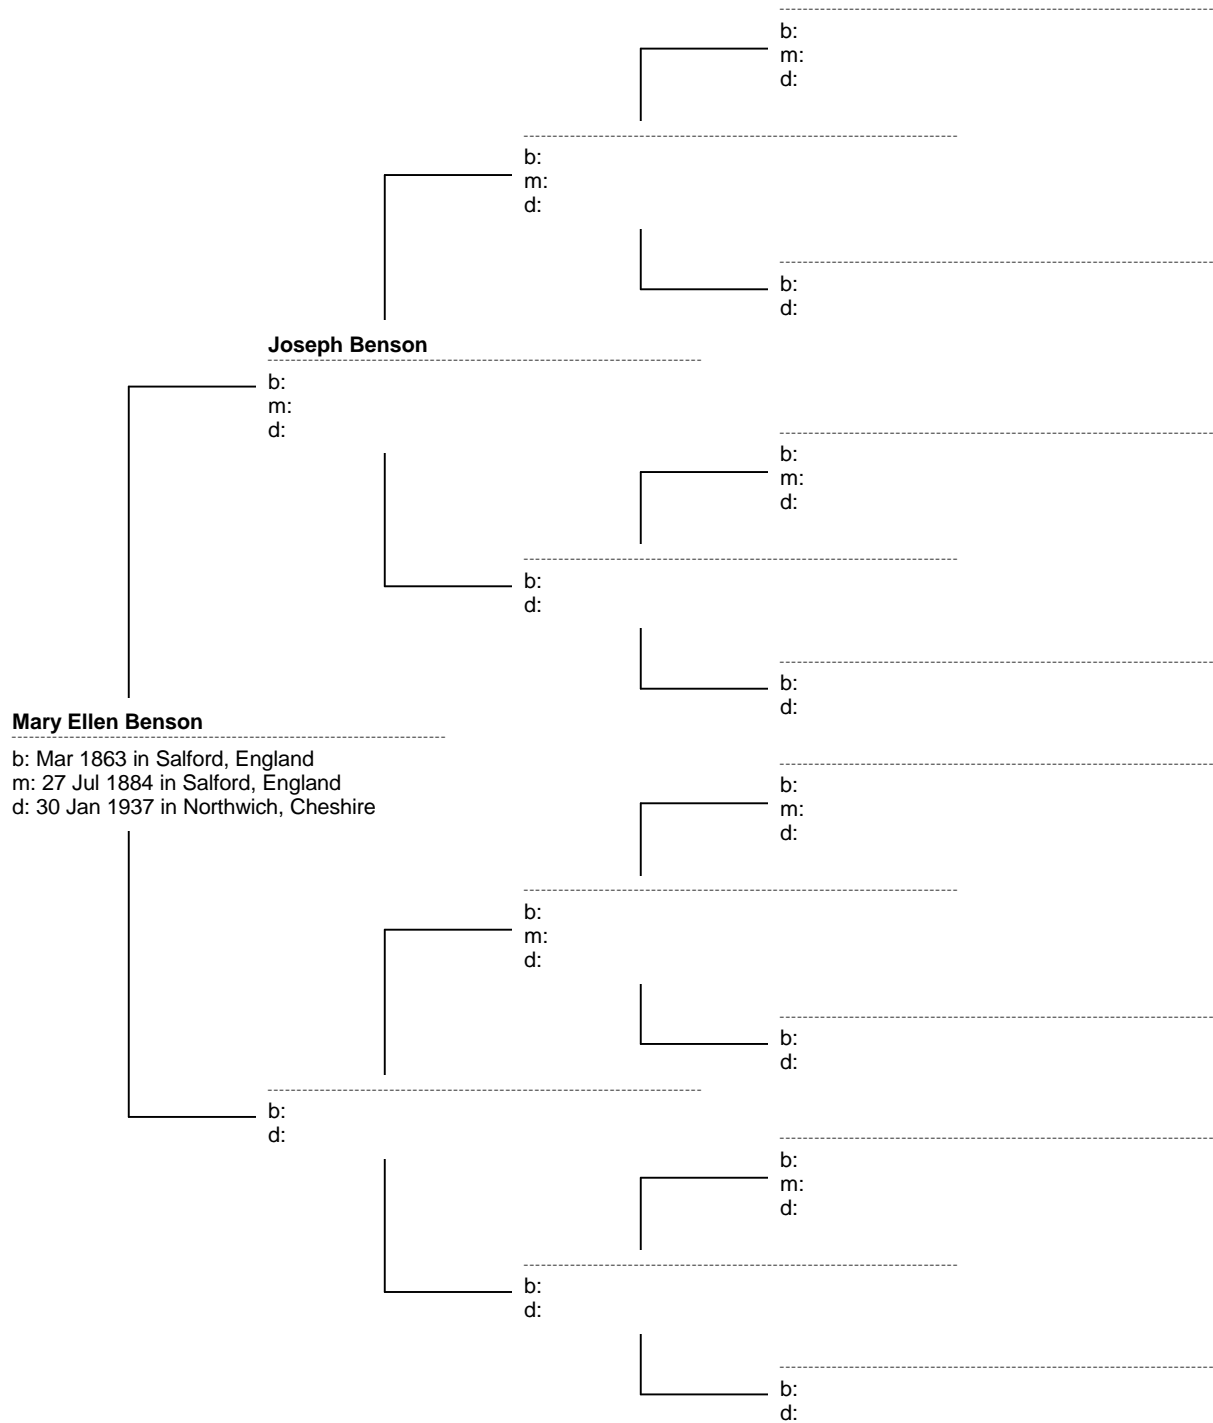 b:
m:
d:
b:
m:
d:
b:
d:
Joseph Benson
b:
m:
d:
b:
m:
d:
b:
d:
b:
d:
Mary Ellen Benson
b: Mar 1863 in Salford, England
m: 27 Jul 1884 in Salford, England
d: 30 Jan 1937 in Northwich, Cheshire
b:
m:
d:
b:
m:
d:
b:
d:
b:
d:
b:
m:
d:
b:
d:
b:
d: